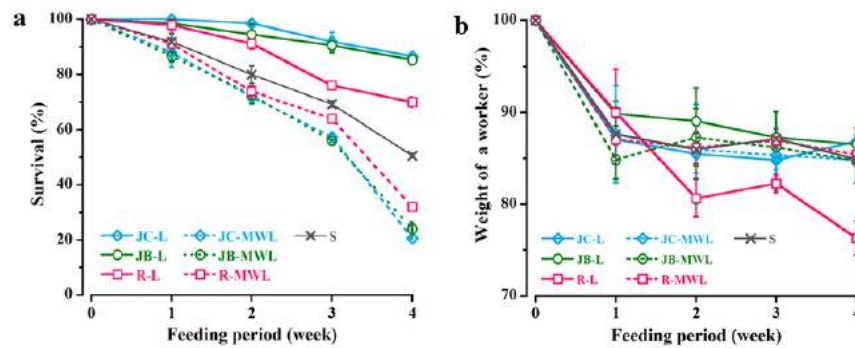 a
100
80
60
40
20
0
Survival (%)
JC-L JC-MWL S
JB-L JB-MWL
R-L R-MWL
0 1 2 3 4
Feeding period (week)
b
100
90
80
70
Weight of a worker (%)
JC-L JC-MWL S
JB-L JB-MWL
R-L R-MWL
0 1 2 3 4
Feeding period (week)